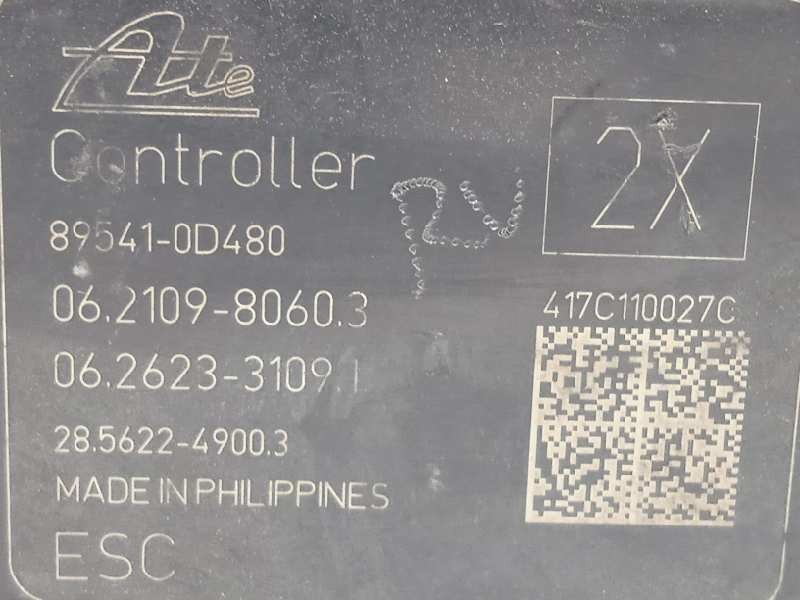 Ate
Controller
2X
89541-0D480
06.2109-8060.3
417C110027C
06.2623-3109.1
28.5622-4900.3
MADE IN PHILIPPINES
ESC